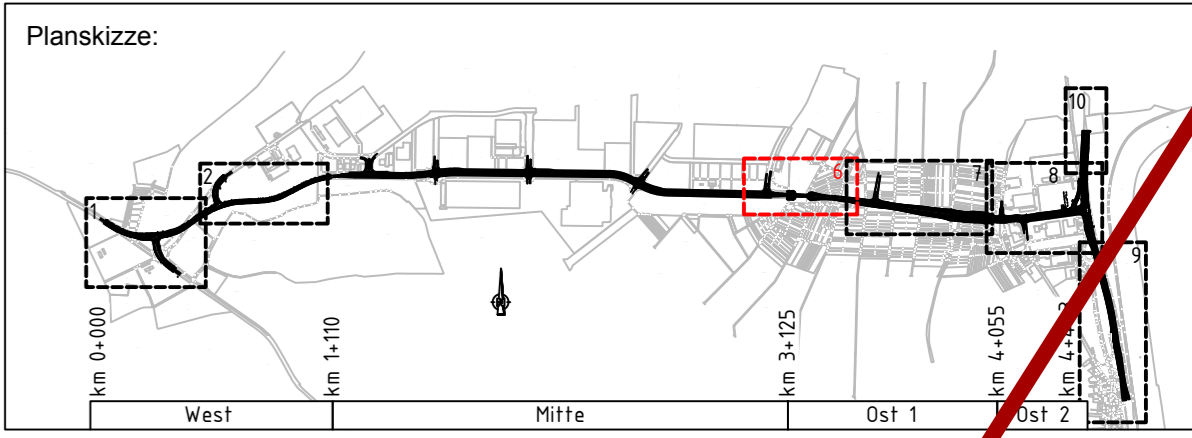 Planskizze:
10
1
2
6
7
8
9
km 0+000
km 1+110
km 3+125
km 4+055
West
Mitte
Ost 1
Ost 2